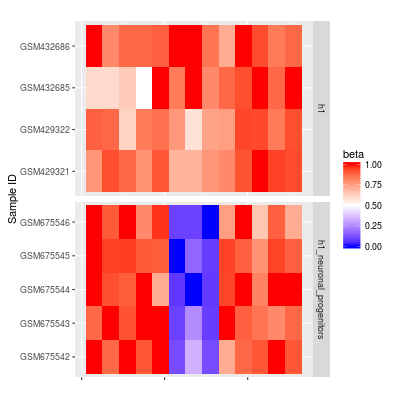 GSM432686
GSM432685
GSM429322
GSM429321
h1
GSM675546
GSM675545
GSM675544
GSM675543
GSM675542
h1_neuronal_progenitors
Sample ID
beta
1.00
0.75
0.50
0.25
0.00